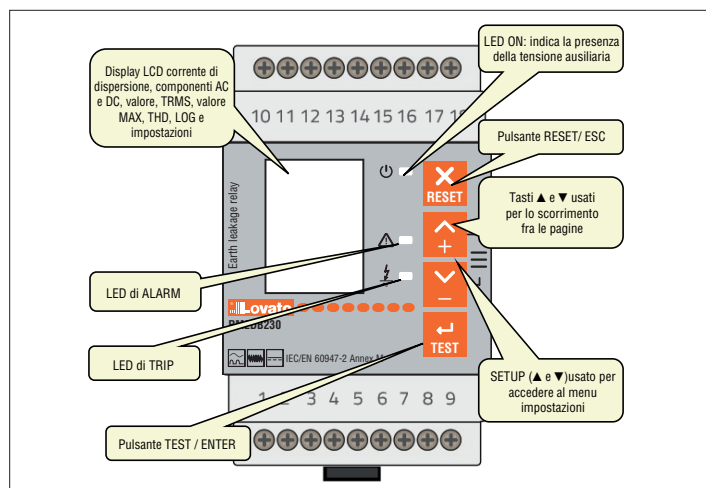 Display LCD corrente di
dispersione, componenti AC
e DC, valore, TRMS, valore
MAX, THD, LOG e
impostazioni
LED ON: indica la presenza
della tensione ausiliaria
10 11 12 13 14 15 16 17
Pulsante RESET/ ESC
RESET
Earth leakage relay
Tasti ▲ e ▼ usati
per lo scorrimento
fra le pagine
+
LED di ALARM
–
Lovato
LED di TRIP
IEC/EN 60947-2 Annex
TEST
SETUP (▲ e ▼)usato per
accedere al menu
impostazioni
1 2 3 4 5 6 7 8 9
Pulsante TEST / ENTER